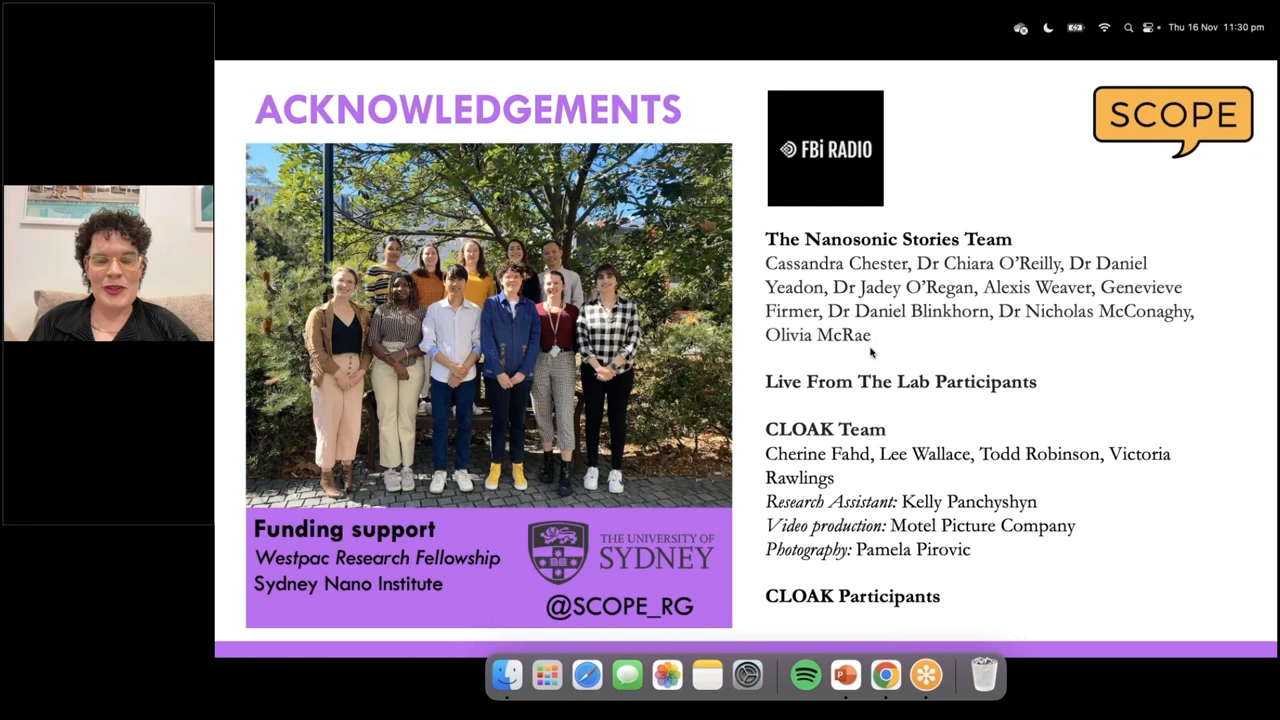 Thu 16 Nov 11:30 pm
ACKNOWLEDGEMENTS
FBi RADIO
SCOPE
The Nanosonic Stories Team
Cassandra Chester, Dr Chiara O’Reilly, Dr Daniel
Yeadon, Dr Jadey O’Regan, Alexis Weaver, Genevieve
Firmer, Dr Daniel Blinkhorn, Dr Nicholas McConaghy,
Olivia McRae
Live From The Lab Participants
CLOAK Team
Cherine Fahd, Lee Wallace, Todd Robinson, Victoria
Rawlings
Research Assistant: Kelly Panchyshyn
Video production: Motel Picture Company
Photography: Pamela Pirovic
CLOAK Participants
Funding support
Westpac Research Fellowship
Sydney Nano Institute
THE UNIVERSITY OF
SYDNEY
@SCOPE_RG